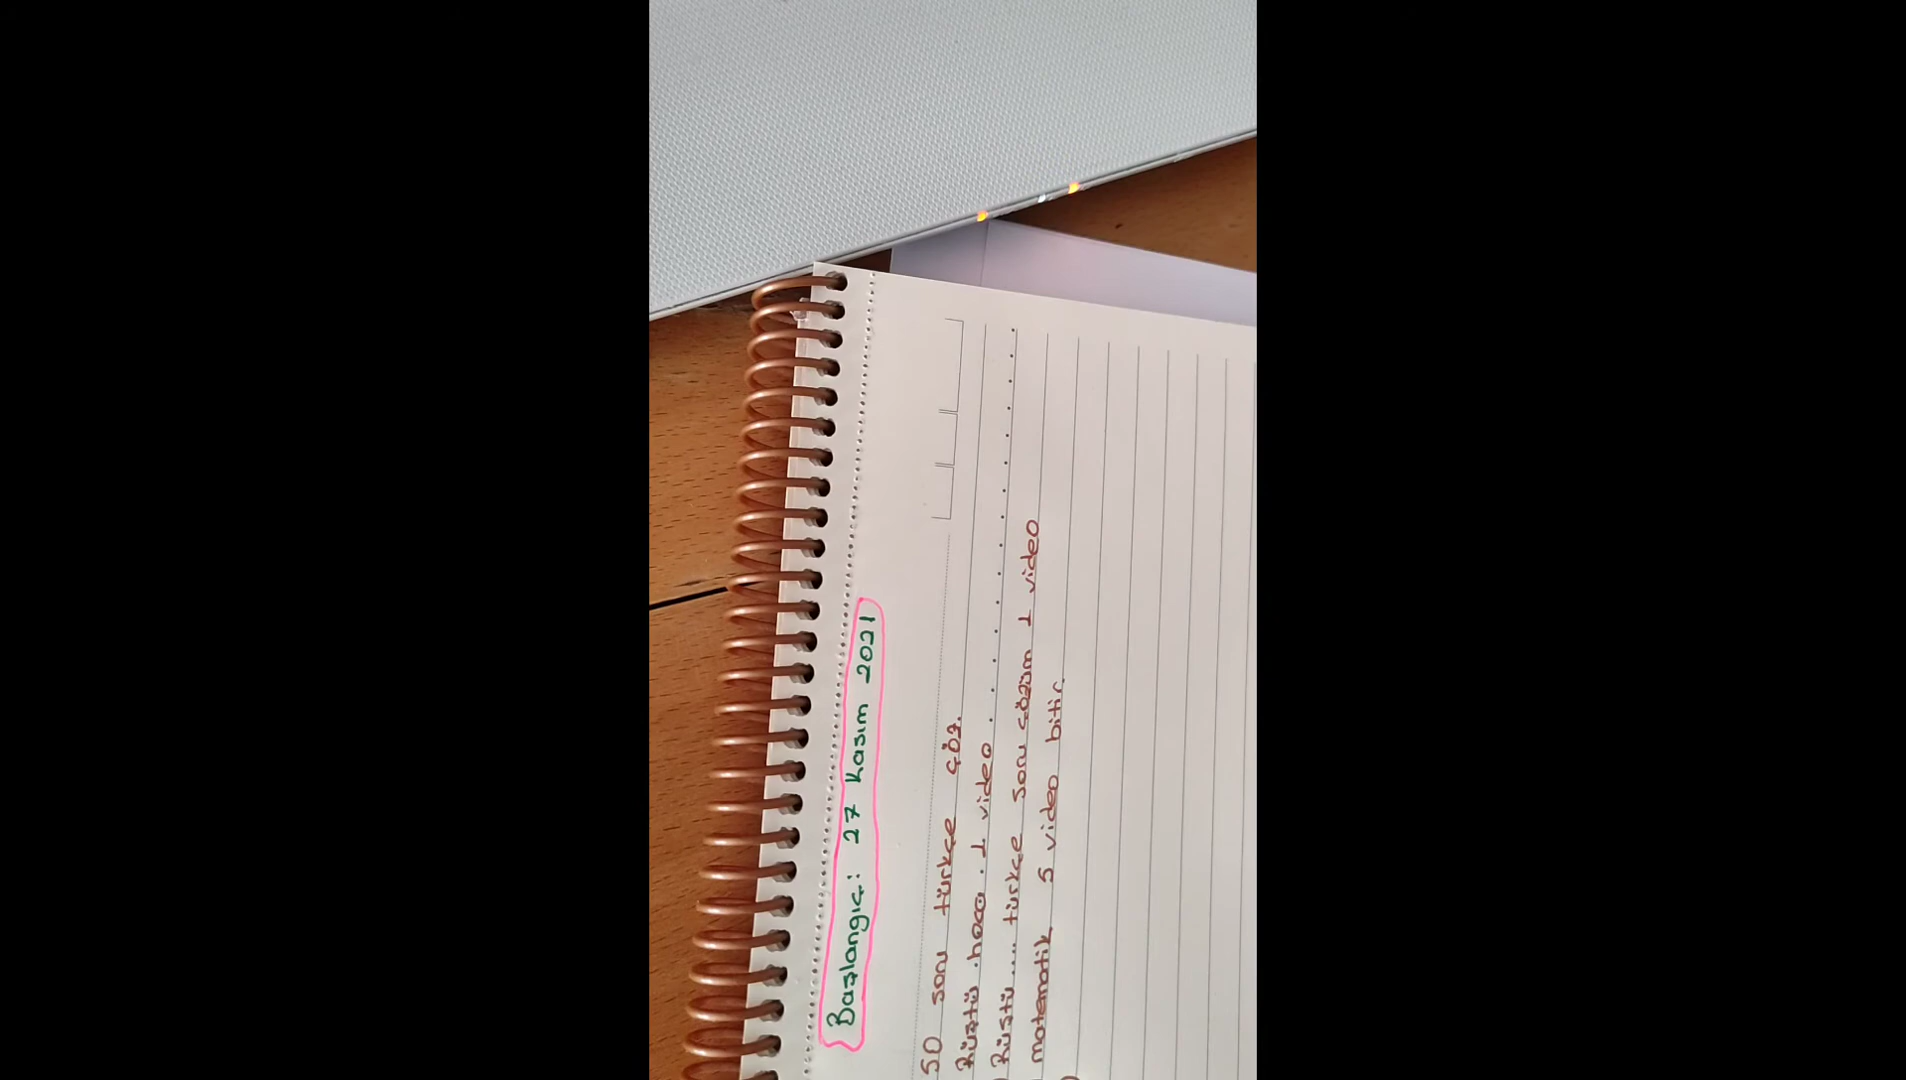 Başlangıç: 27 Kasım 2021
50 soru türkçe çöz.
Rüştü hoca 1 video
Rüştü türkçe soru çözüm 1 video
matematik 5 video bitir.